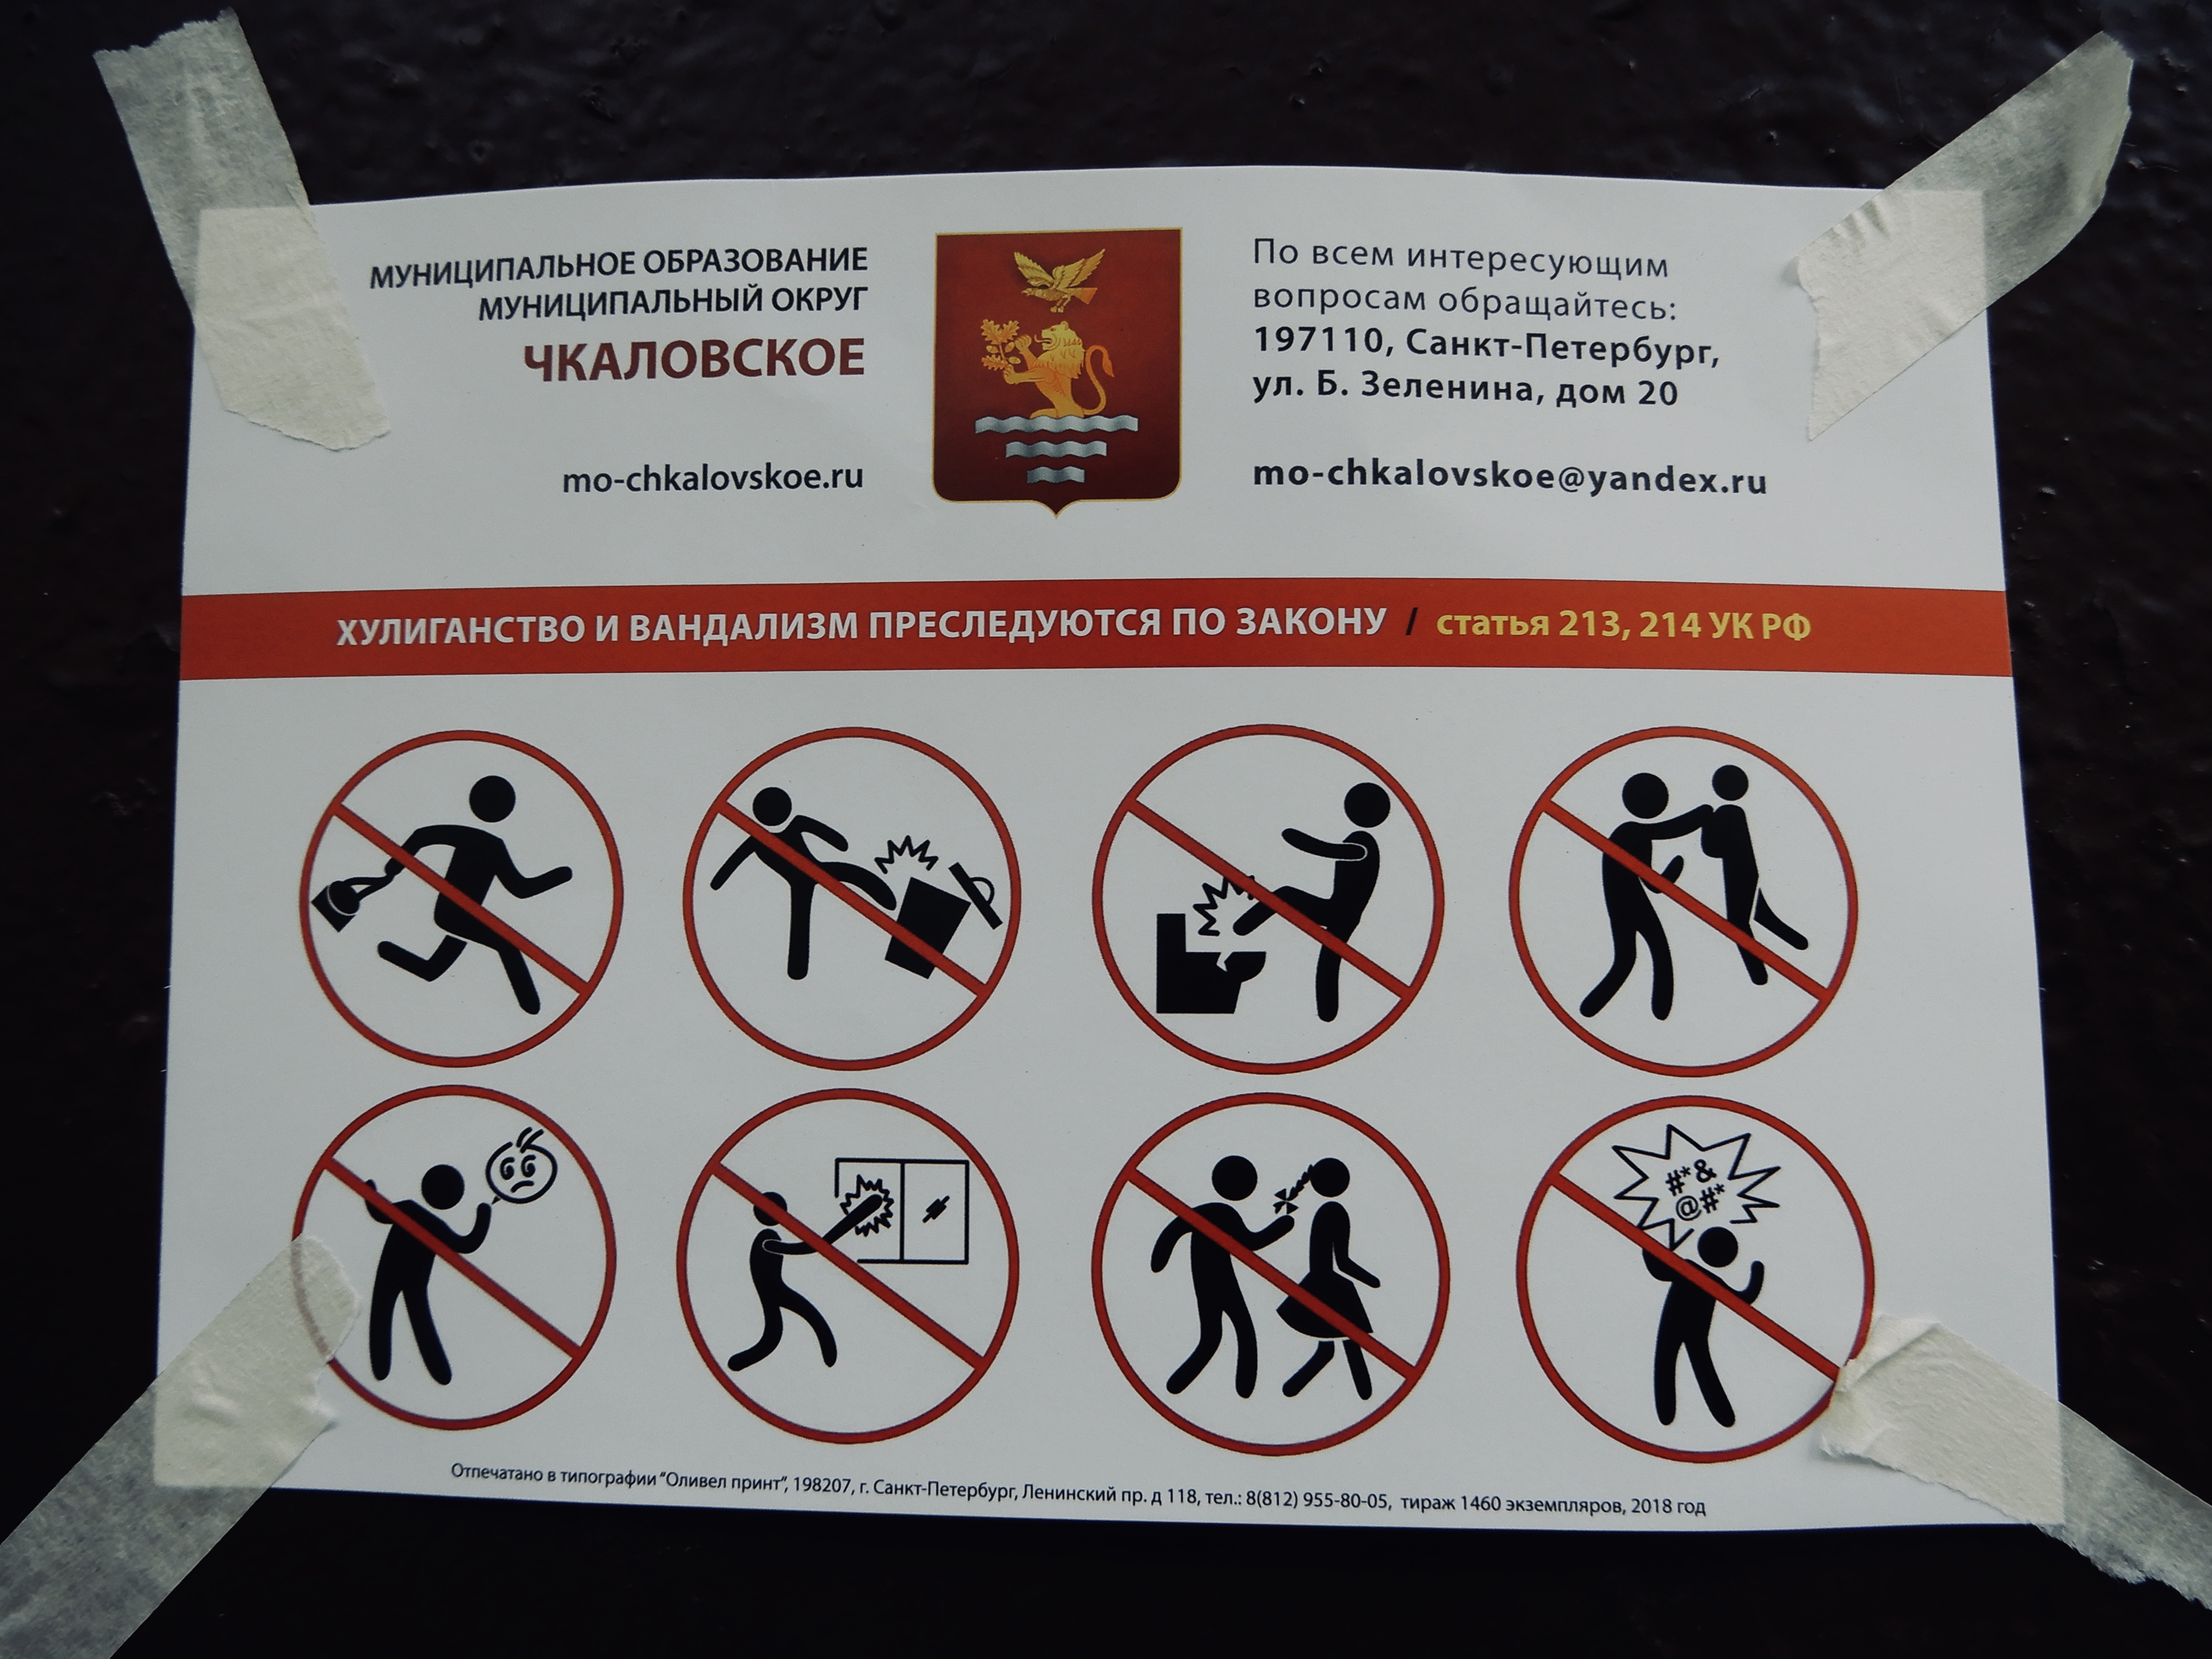 МУНИЦИПАЛЬНОЕ ОБРАЗОВАНИЕ
МУНИЦИПАЛЬНЫЙ ОКРУГ
ЧКАЛОВСКОЕ
mo-chkalovskoe.ru
По всем интересующим
вопросам обращайтесь:
197110, Санкт-Петербург,
ул. Б. Зеленина, дом 20
mo-chkalovskoe@yandex.ru
ХУЛИГАНСТВО И ВАНДАЛИЗМ ПРЕСЛЕДУЮТСЯ ПО ЗАКОНУ / статья 213, 214 УК РФ
#*&
@#*
Отпечатано в типографии "Оливел принт", 198207, г. Санкт-Петербург, Ленинский пр. д 118, тел.: 8(812) 955-80-05, тираж 1460 экземпляров, 2018 год